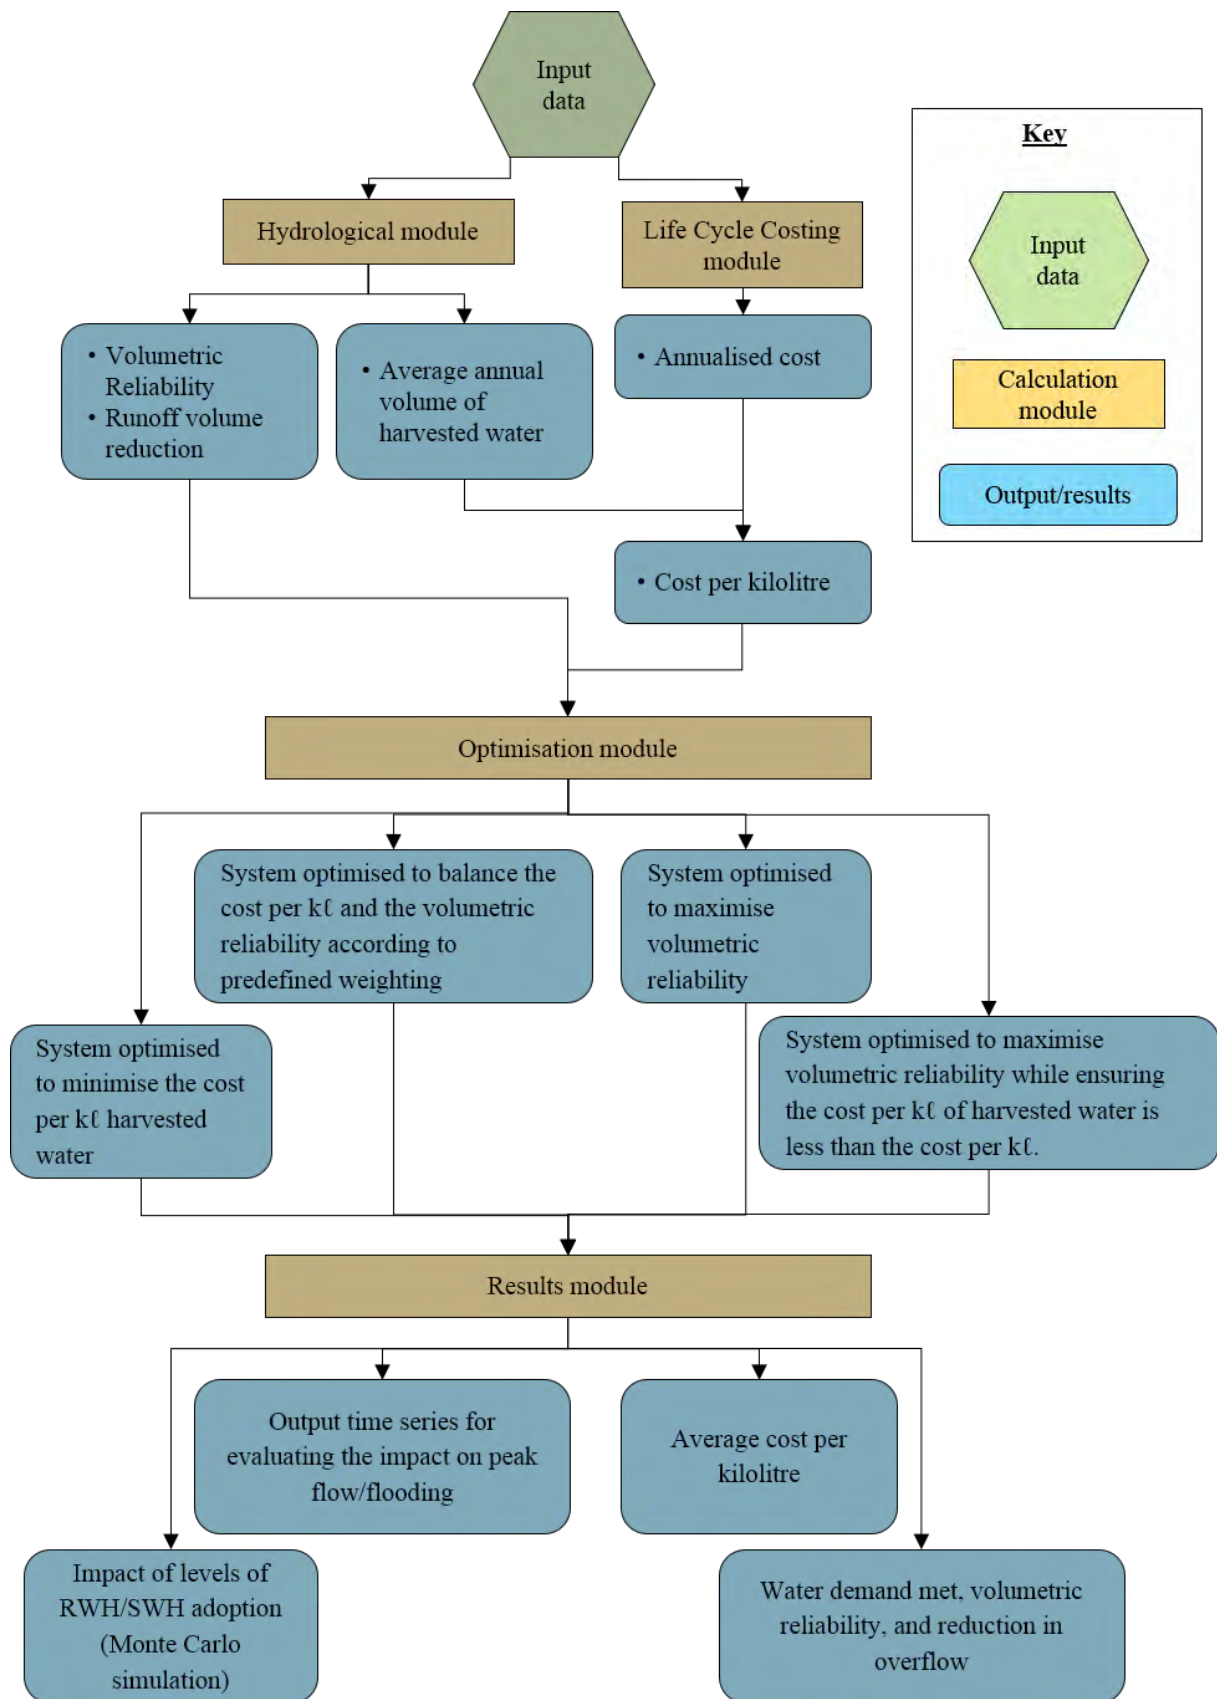 Input
data
Key
Input
data
Calculation
module
Output/results
Hydrological module
Life Cycle Costing
module
• Volumetric
Reliability
• Runoff volume
reduction
• Average annual
volume of
harvested water
• Annualised cost
• Cost per kilolitre
Optimisation module
System optimised to balance the
cost per kℓ and the volumetric
reliability according to
predefined weighting
System optimised
to maximise
volumetric
reliability
System optimised
to minimise the cost
per kℓ harvested
water
System optimised to maximise
volumetric reliability while ensuring
the cost per kℓ of harvested water is
less than the cost per kℓ.
Results module
Output time series for
evaluating the impact on peak
flow/flooding
Average cost per
kilolitre
Impact of levels of
RWH/SWH adoption
(Monte Carlo
simulation)
Water demand met, volumetric
reliability, and reduction in
overflow